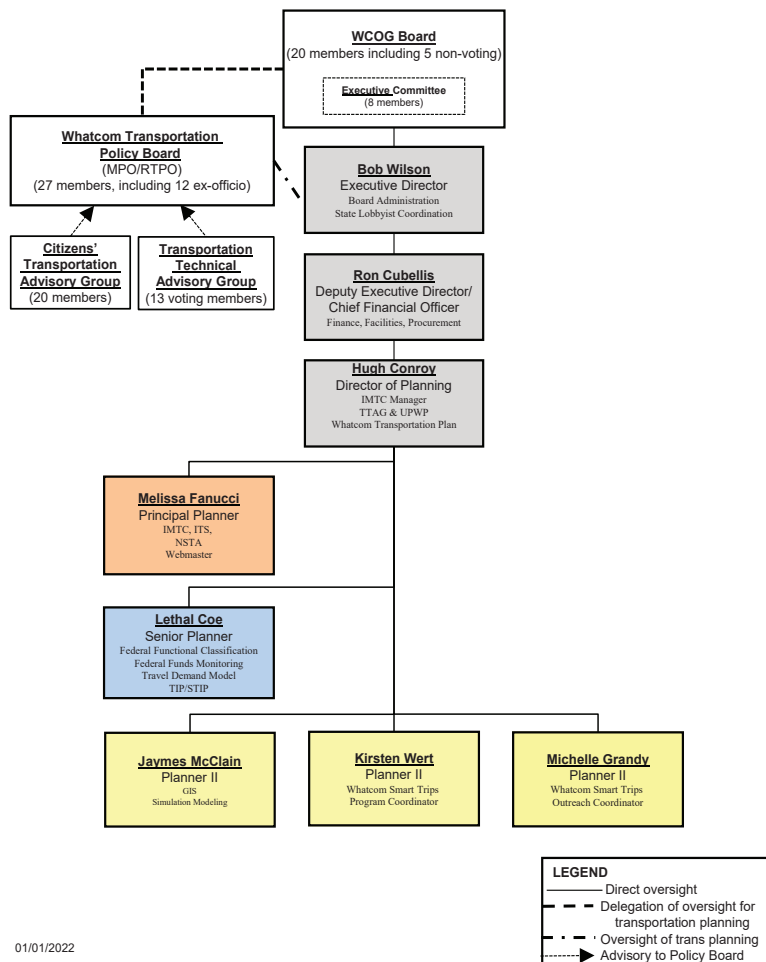 WCOG Board
(20 members including 5 non-voting)
Executive Committee
(8 members)
Whatcom Transportation
Policy Board
(MPO/RTPO)
(27 members, including 12 ex-officio)
Citizens'
Transportation
Advisory Group
(20 members)
Transportation
Technical
Advisory Group
(13 voting members)
Bob Wilson
Executive Director
Board Administration
State Lobbyist Coordination
Ron Cubellis
Deputy Executive Director/
Chief Financial Officer
Finance, Facilities, Procurement
Hugh Conroy
Director of Planning
IMTC Manager
TTAG & UPWP
Whatcom Transportation Plan
Melissa Fanucci
Principal Planner
IMTC, ITS,
NSTA
Webmaster
Lethal Coe
Senior Planner
Federal Functional Classification
Federal Funds Monitoring
Travel Demand Model
TIP/STIP
Jaymes McClain
Planner II
GIS
Simulation Modeling
Kirsten Wert
Planner II
Whatcom Smart Trips
Program Coordinator
Michelle Grandy
Planner II
Whatcom Smart Trips
Outreach Coordinator
LEGEND
Direct oversight
Delegation of oversight for
transportation planning
Oversight of trans planning
Advisory to Policy Board
01/01/2022